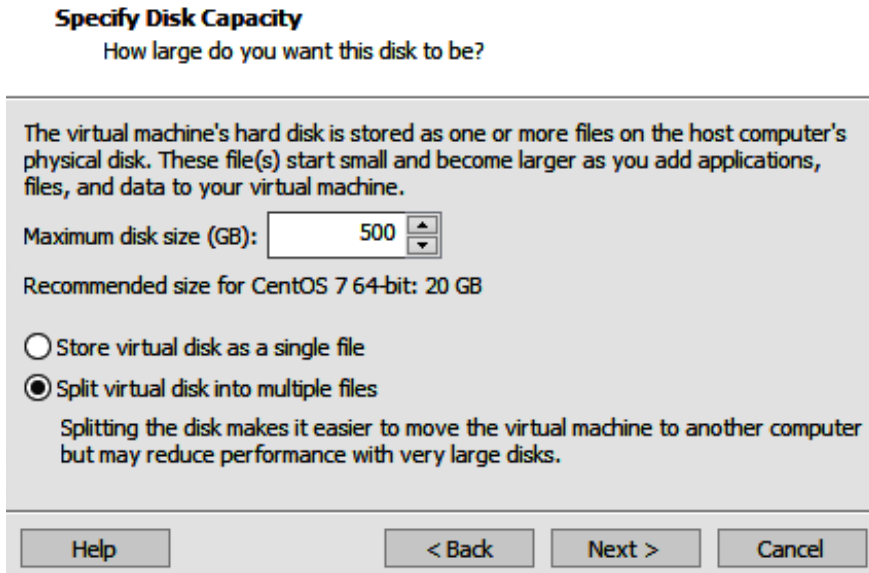 Specify Disk Capacity
How large do you want this disk to be?
The virtual machine's hard disk is stored as one or more files on the host computer's
physical disk. These file(s) start small and become larger as you add applications,
files, and data to your virtual machine.
Maximum disk size (GB): 500
Recommended size for CentOS 7 64-bit: 20 GB
Store virtual disk as a single file
Split virtual disk into multiple files
Splitting the disk makes it easier to move the virtual machine to another computer
but may reduce performance with very large disks.
Help < Back Next > Cancel